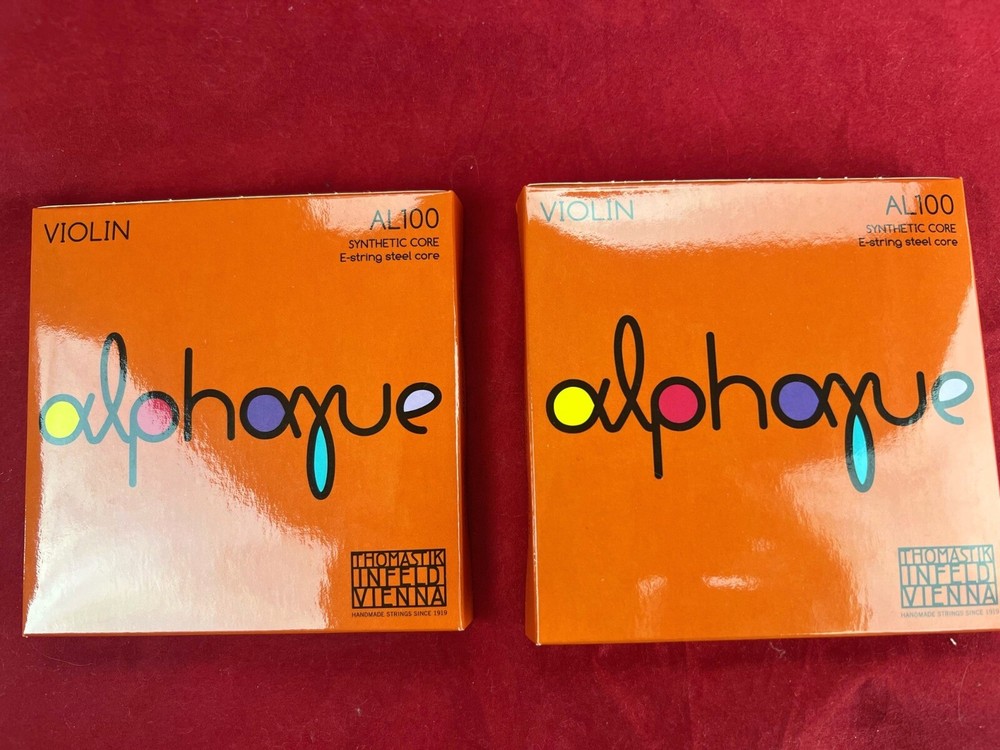 VIOLIN
AL100
SYNTHETIC CORE
E-string steel core
alphayue
THOMASTIK
INFELD
VIENNA
HANDMADE STRINGS SINCE 1919
VIOLIN
AL100
SYNTHETIC CORE
E-string steel core
alphayue
THOMASTIK
INFELD
VIENNA
HANDMADE STRINGS SINCE 1919